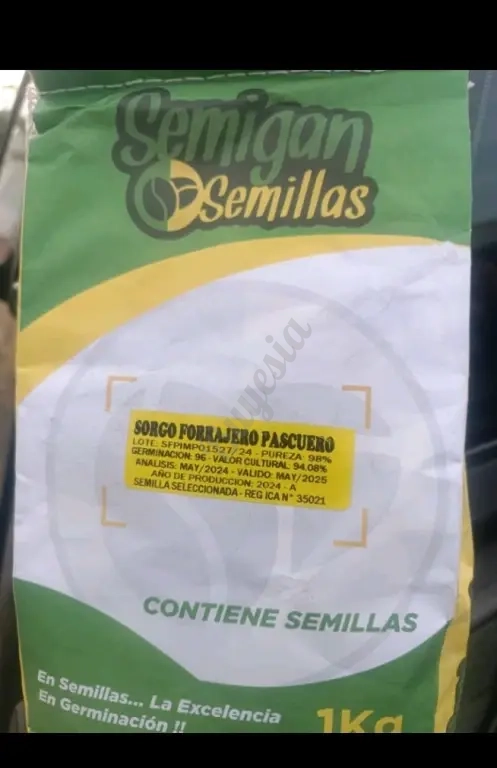 Semigan
Semillas
SORGO FORRAJERO PASCUERO
LOTE: SFPIMP01527/24 - PUREZA: 98%
GERMINACION: 96 - VALOR CULTURAL: 94.08%
ANALISIS: MAY/2024 - VALIDO: MAY/2025
AÑO DE PRODUCCION: 2024 - A
SEMILLA SELECCIONADA - REG ICA N° 35021
CONTIENE SEMILLAS
En Semillas... La Excelencia
En Germinación !!
1Kg